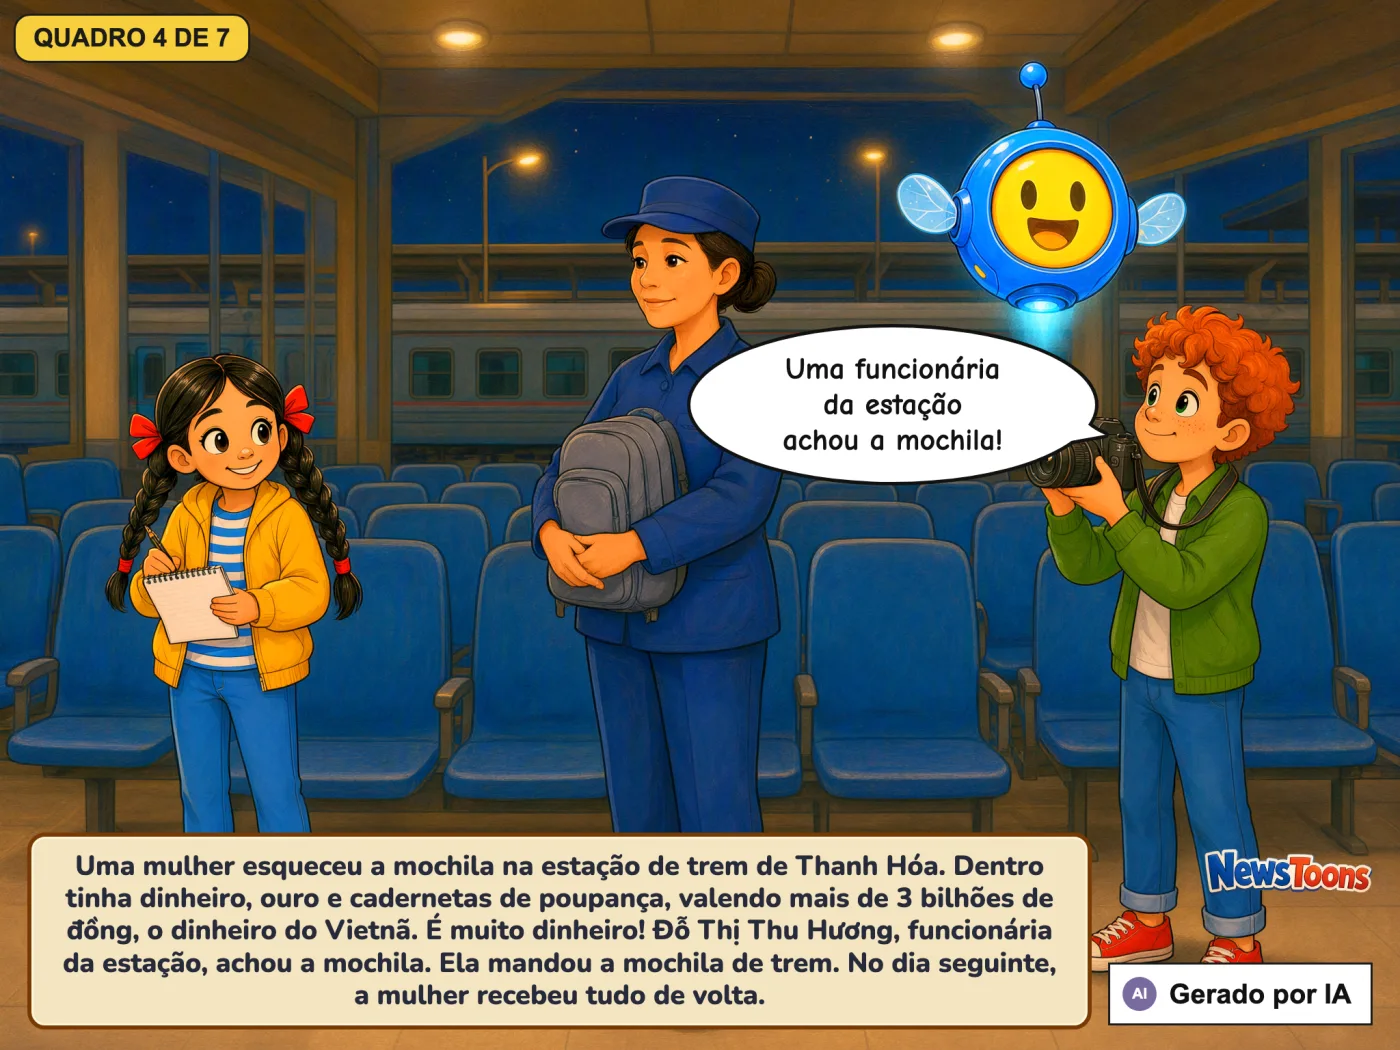 QUADRO 4 DE 7
Uma funcionária
da estação
achou a mochila!
Uma mulher esqueceu a mochila na estação de trem de Thanh Hóa. Dentro
tinha dinheiro, ouro e cadernetas de poupança, valendo mais de 3 bilhões de
đồng, o dinheiro do Vietnã. É muito dinheiro! Đỗ Thị Thu Hương, funcionária
da estação, achou a mochila. Ela mandou a mochila de trem. No dia seguinte,
a mulher recebeu tudo de volta.
NEWSTOONS
AI Gerado por IA